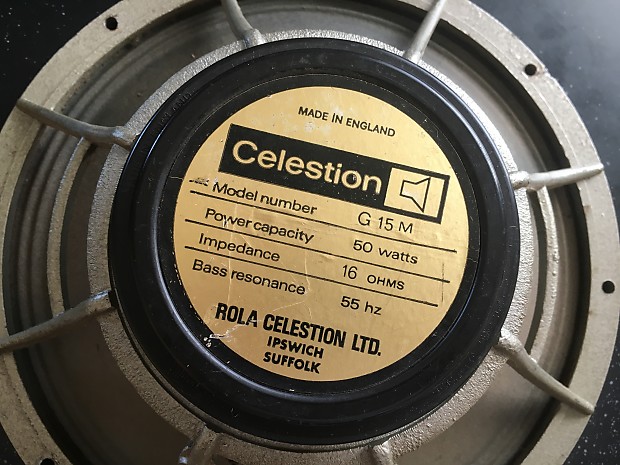 MADE IN ENGLAND
Celestion
Model number G 15 M
Power capacity 50 watts
Impedance 16 OHMS
Bass resonance 55 hz
ROLA CELESTION LTD.
IPSWICH
SUFFOLK